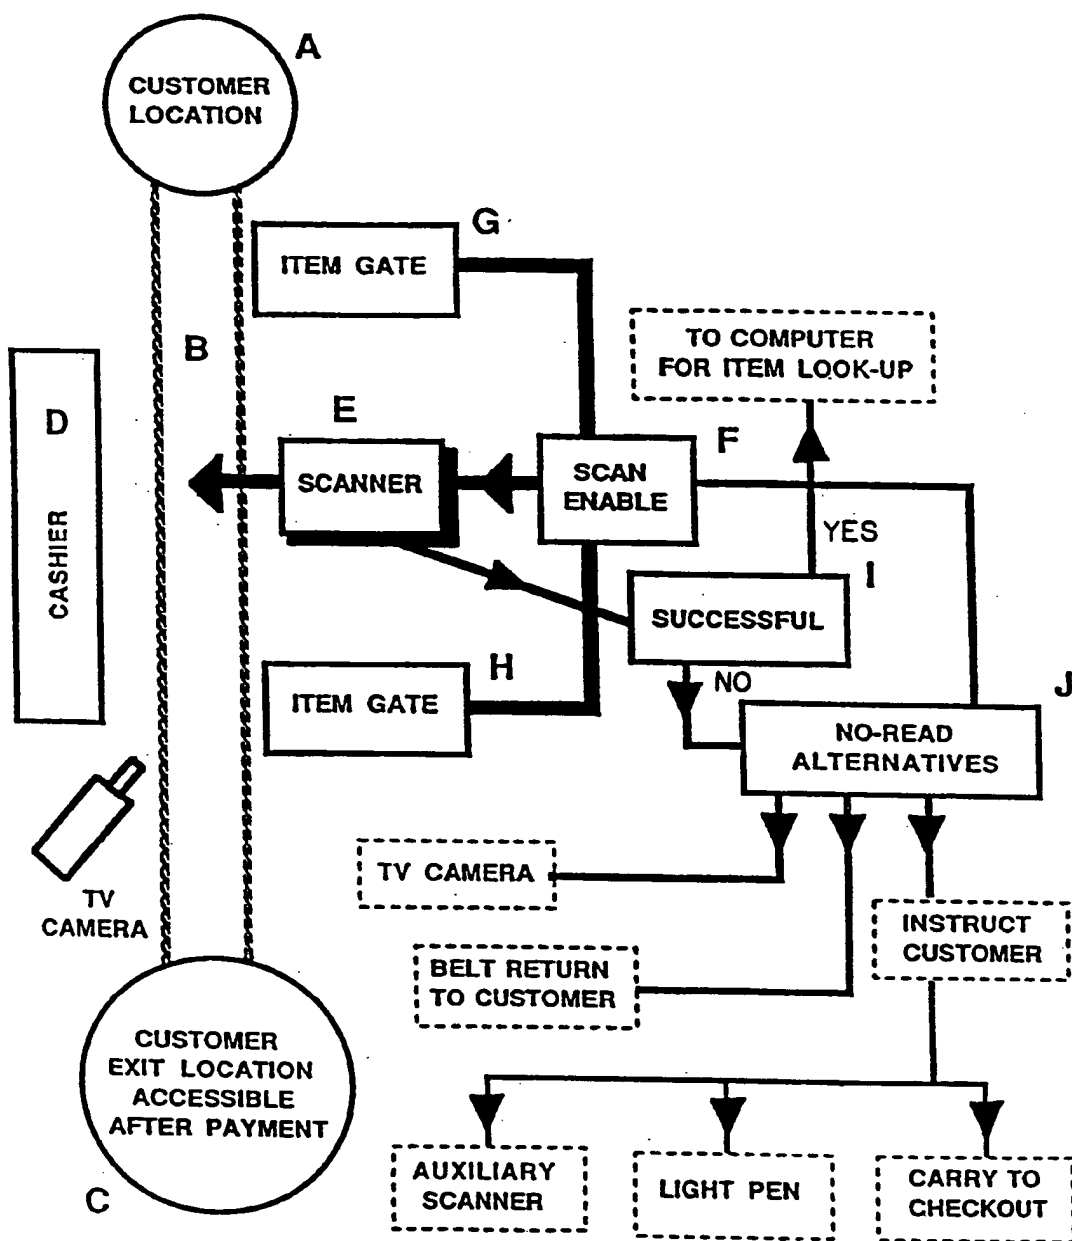 A
CUSTOMER
LOCATION
G
ITEM GATE
B
TO COMPUTER
FOR ITEM LOOK-UP
D
CASHIER
E
SCANNER
F
SCAN
ENABLE
YES
I
SUCCESSFUL
H
ITEM GATE
NO
J
NO-READ
ALTERNATIVES
TV CAMERA
TV
CAMERA
INSTRUCT
CUSTOMER
BELT RETURN
TO CUSTOMER
CUSTOMER
EXIT LOCATION
ACCESSIBLE
AFTER PAYMENT
C
AUXILIARY
SCANNER
LIGHT PEN
CARRY TO
CHECKOUT